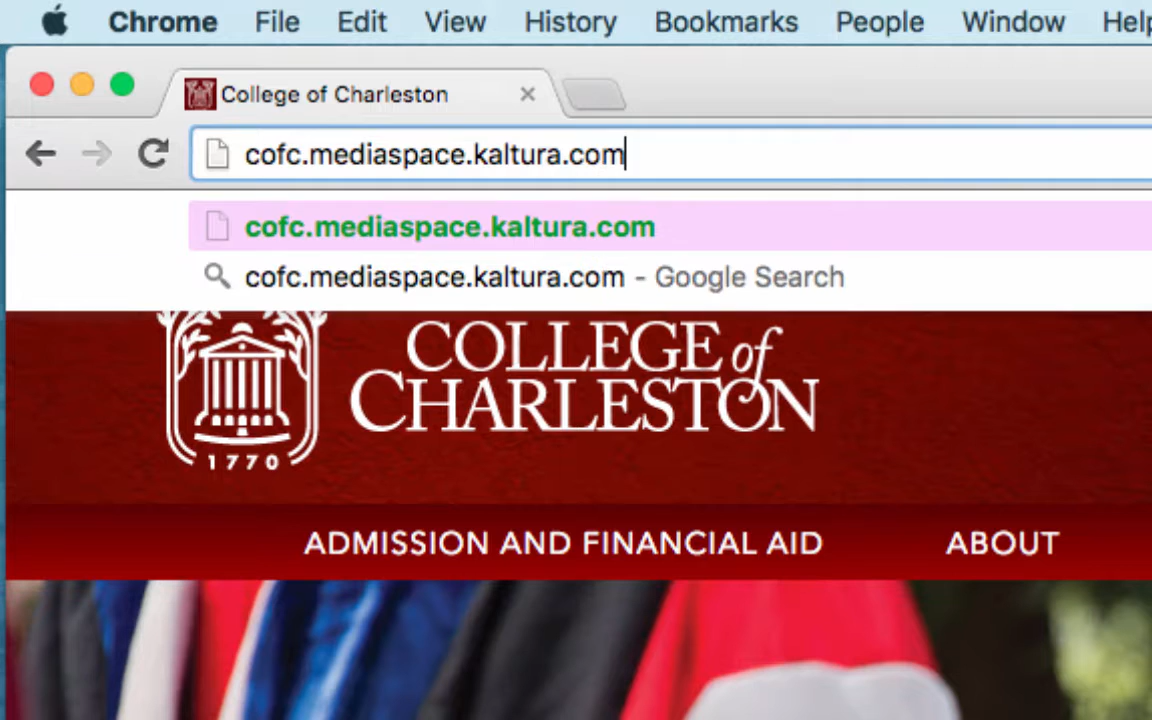 Chrome File Edit View History Bookmarks People Window Help
College of Charleston
cofc.mediaspace.kaltura.com
cofc.mediaspace.kaltura.com
cofc.mediaspace.kaltura.com - Google Search
COLLEGE of
CHARLESTON
1770
ADMISSION AND FINANCIAL AID ABOUT